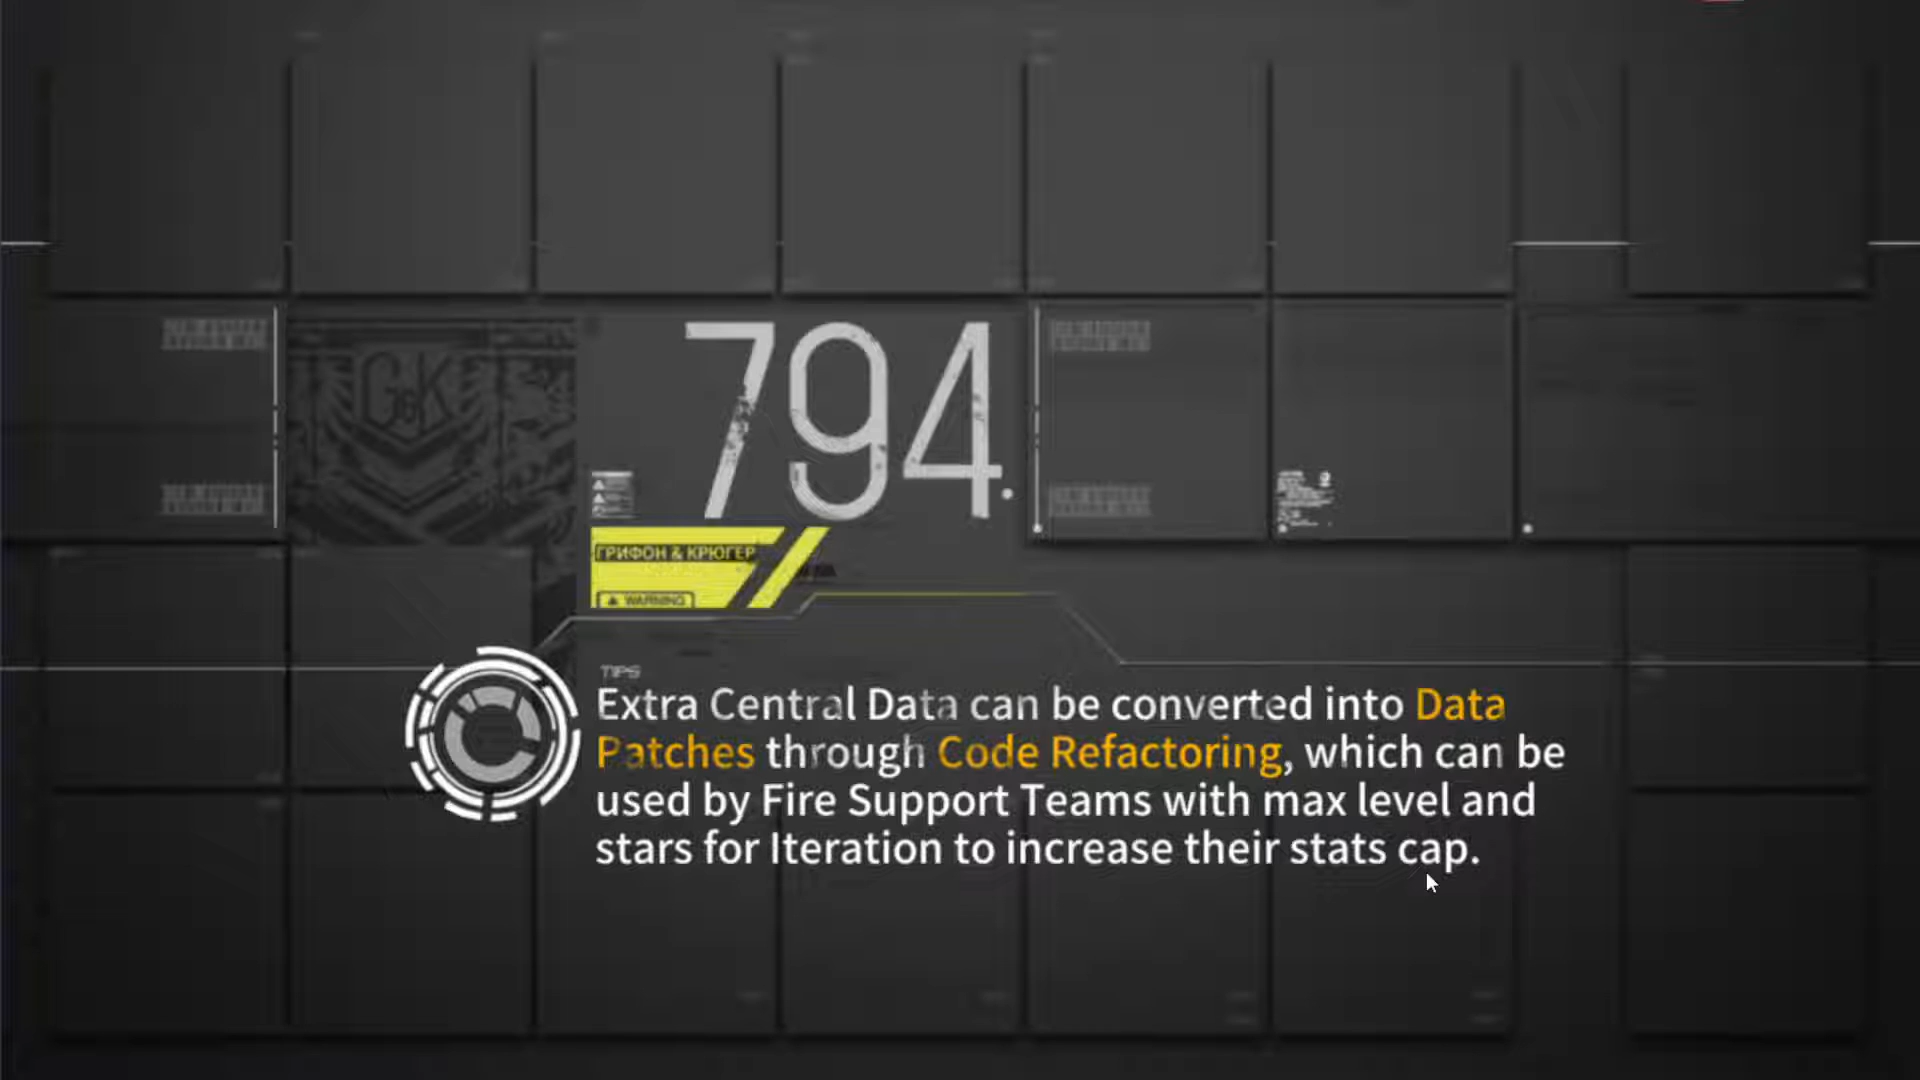 G&K
794.
ГРИФОН & КРЮГЕР
WARNING
TIPS
Extra Central Data can be converted into Data
Patches through Code Refactoring, which can be
used by Fire Support Teams with max level and
stars for Iteration to increase their stats cap.